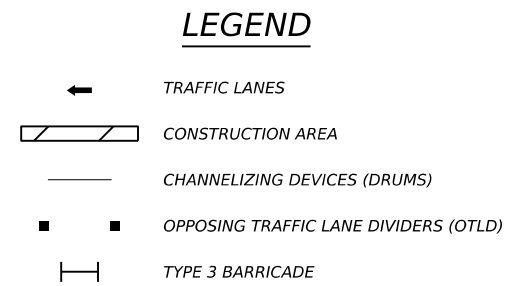 LEGEND
TRAFFIC LANES
CONSTRUCTION AREA
CHANNELIZING DEVICES (DRUMS)
OPPOSING TRAFFIC LANE DIVIDERS (OTLD)
TYPE 3 BARRICADE